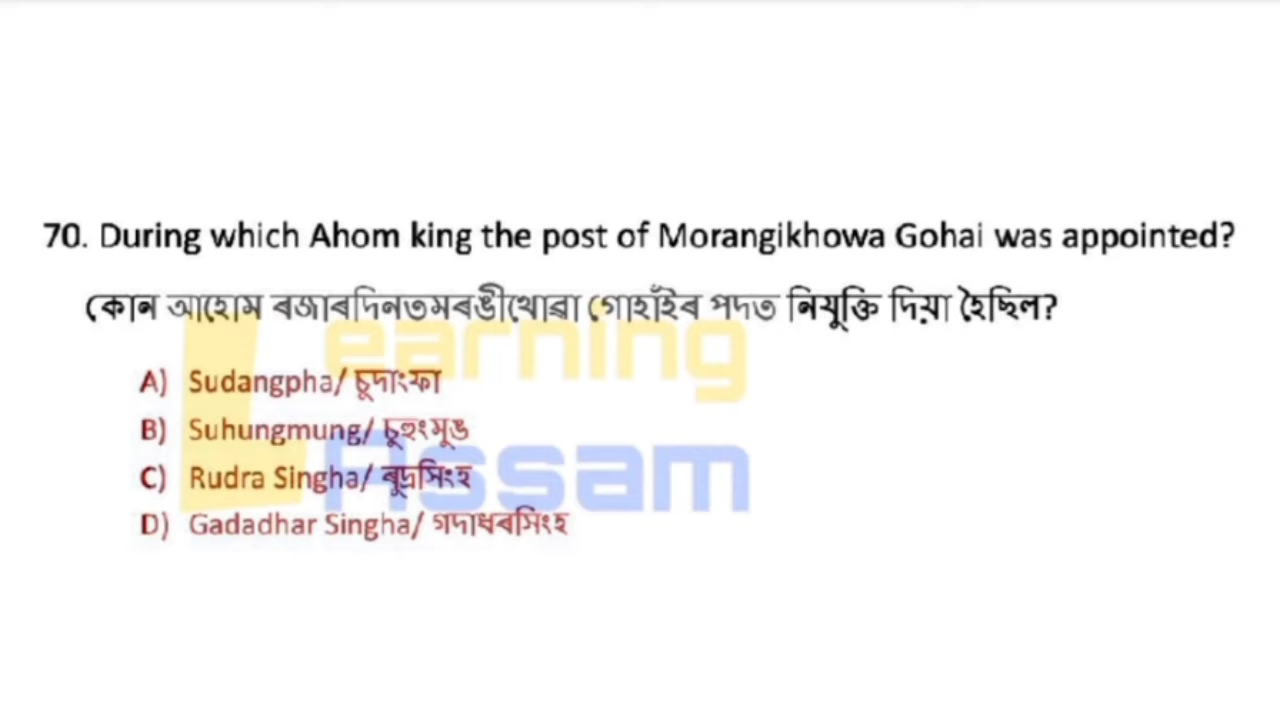 70. During which Ahom king the post of Morangikhowa Gohai was appointed?
কোন আহোম ৰজাৰদিনতমৰঙীখোৱা গোহাঁইৰ পদত নিযুক্তি দিয়া হৈছিল?
A) Sudangpha/ চুদাংফা
B) Suhungmung/ চুহুংমুঙ
C) Rudra Singha/ ৰুদ্ৰসিংহ
D) Gadadhar Singha/ গদাধৰসিংহ
Learning
Assam